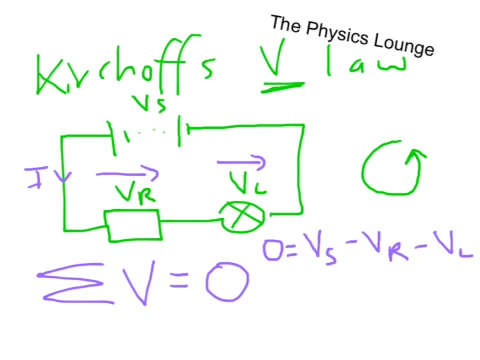 The Physics Lounge
Kirchoffs V law
Vs
I
VR VL
0=Vs-VR-VL
ΣV=0